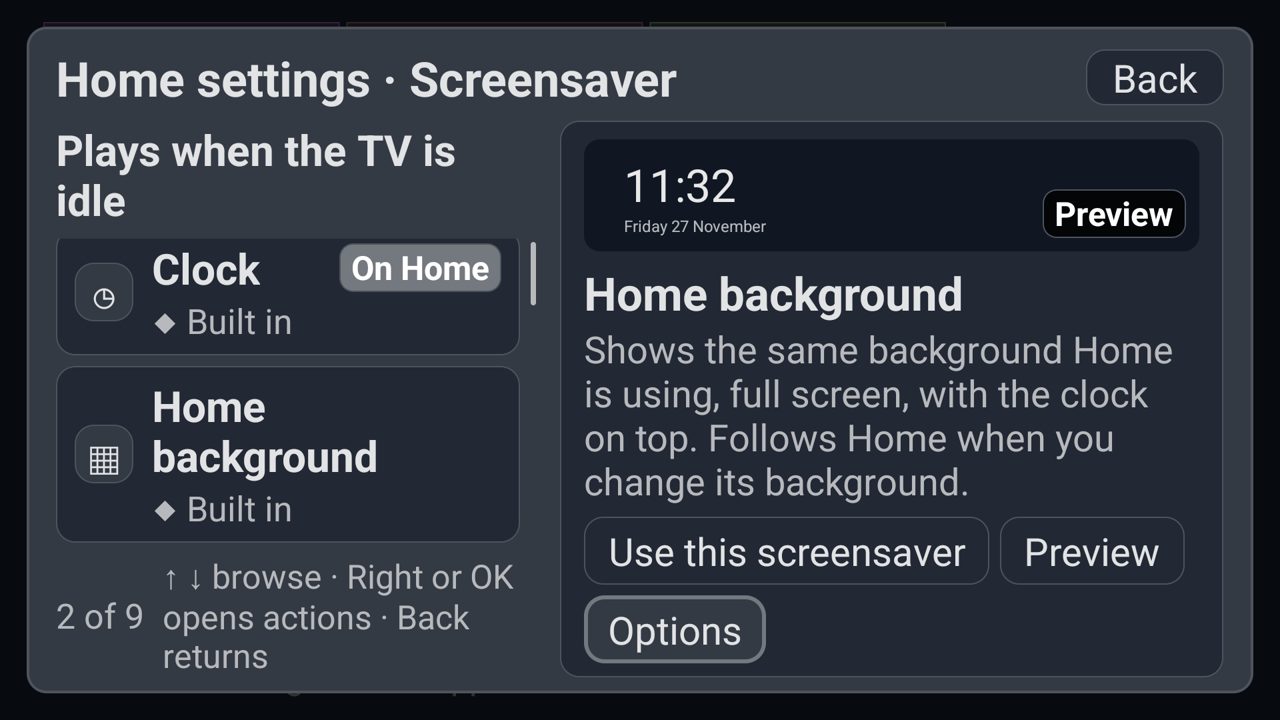 Home settings · Screensaver
Back
Plays when the TV is
idle
Clock
On Home
◆ Built in
Home
background
◆ Built in
2 of 9
↑ ↓ browse · Right or OK
opens actions · Back
returns
11:32
Friday 27 November
Preview
Home background
Shows the same background Home
is using, full screen, with the clock
on top. Follows Home when you
change its background.
Use this screensaver
Preview
Options